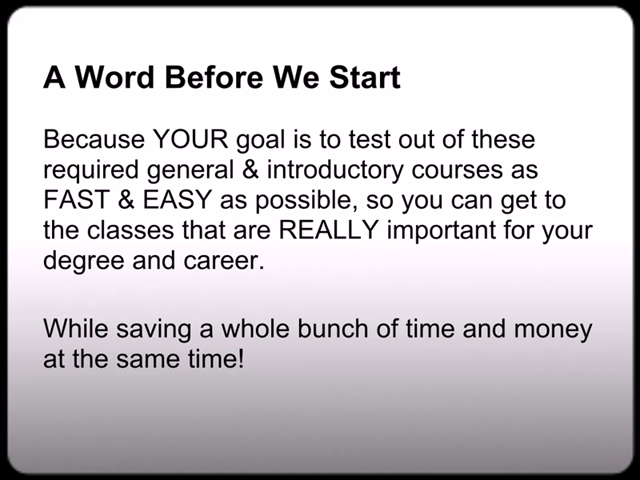 A Word Before We Start
Because YOUR goal is to test out of these
required general & introductory courses as
FAST & EASY as possible, so you can get to
the classes that are REALLY important for your
degree and career.
While saving a whole bunch of time and money
at the same time!